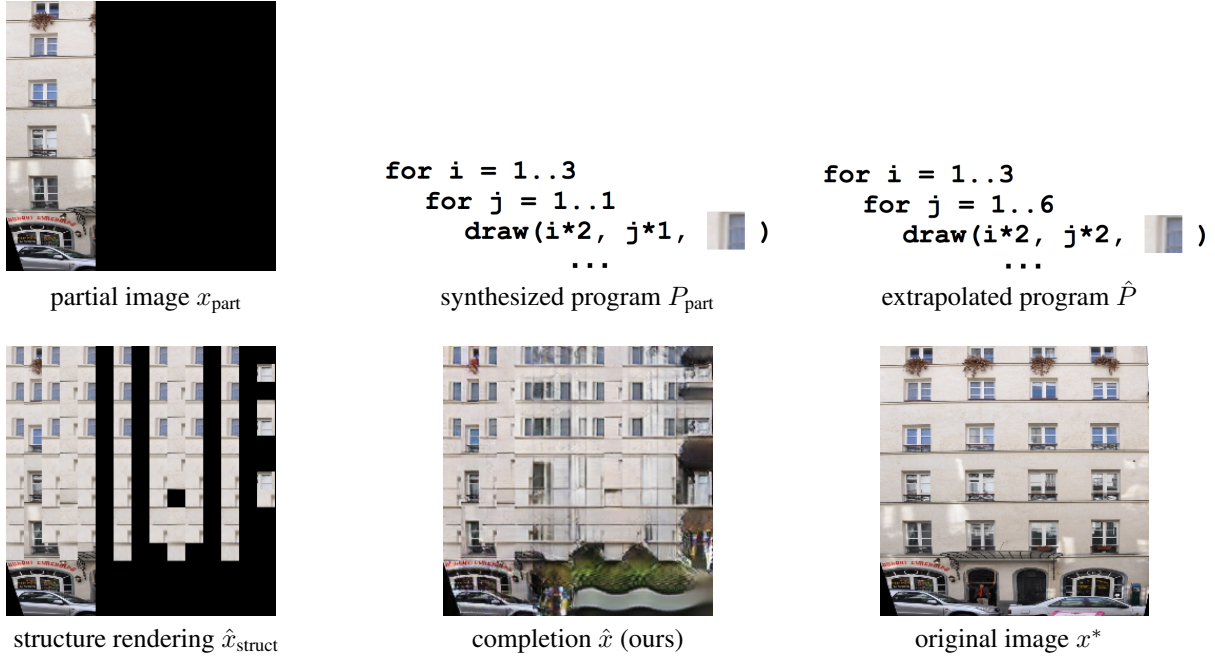 for i = 1..3
for j = 1..1
draw(i*2, j*1, )
...
for i = 1..3
for j = 1..6
draw(i*2, j*2, )
...
partial image x_part
synthesized program P_part
extrapolated program P̂
structure rendering x̂_struct
completion x̂ (ours)
original image x*